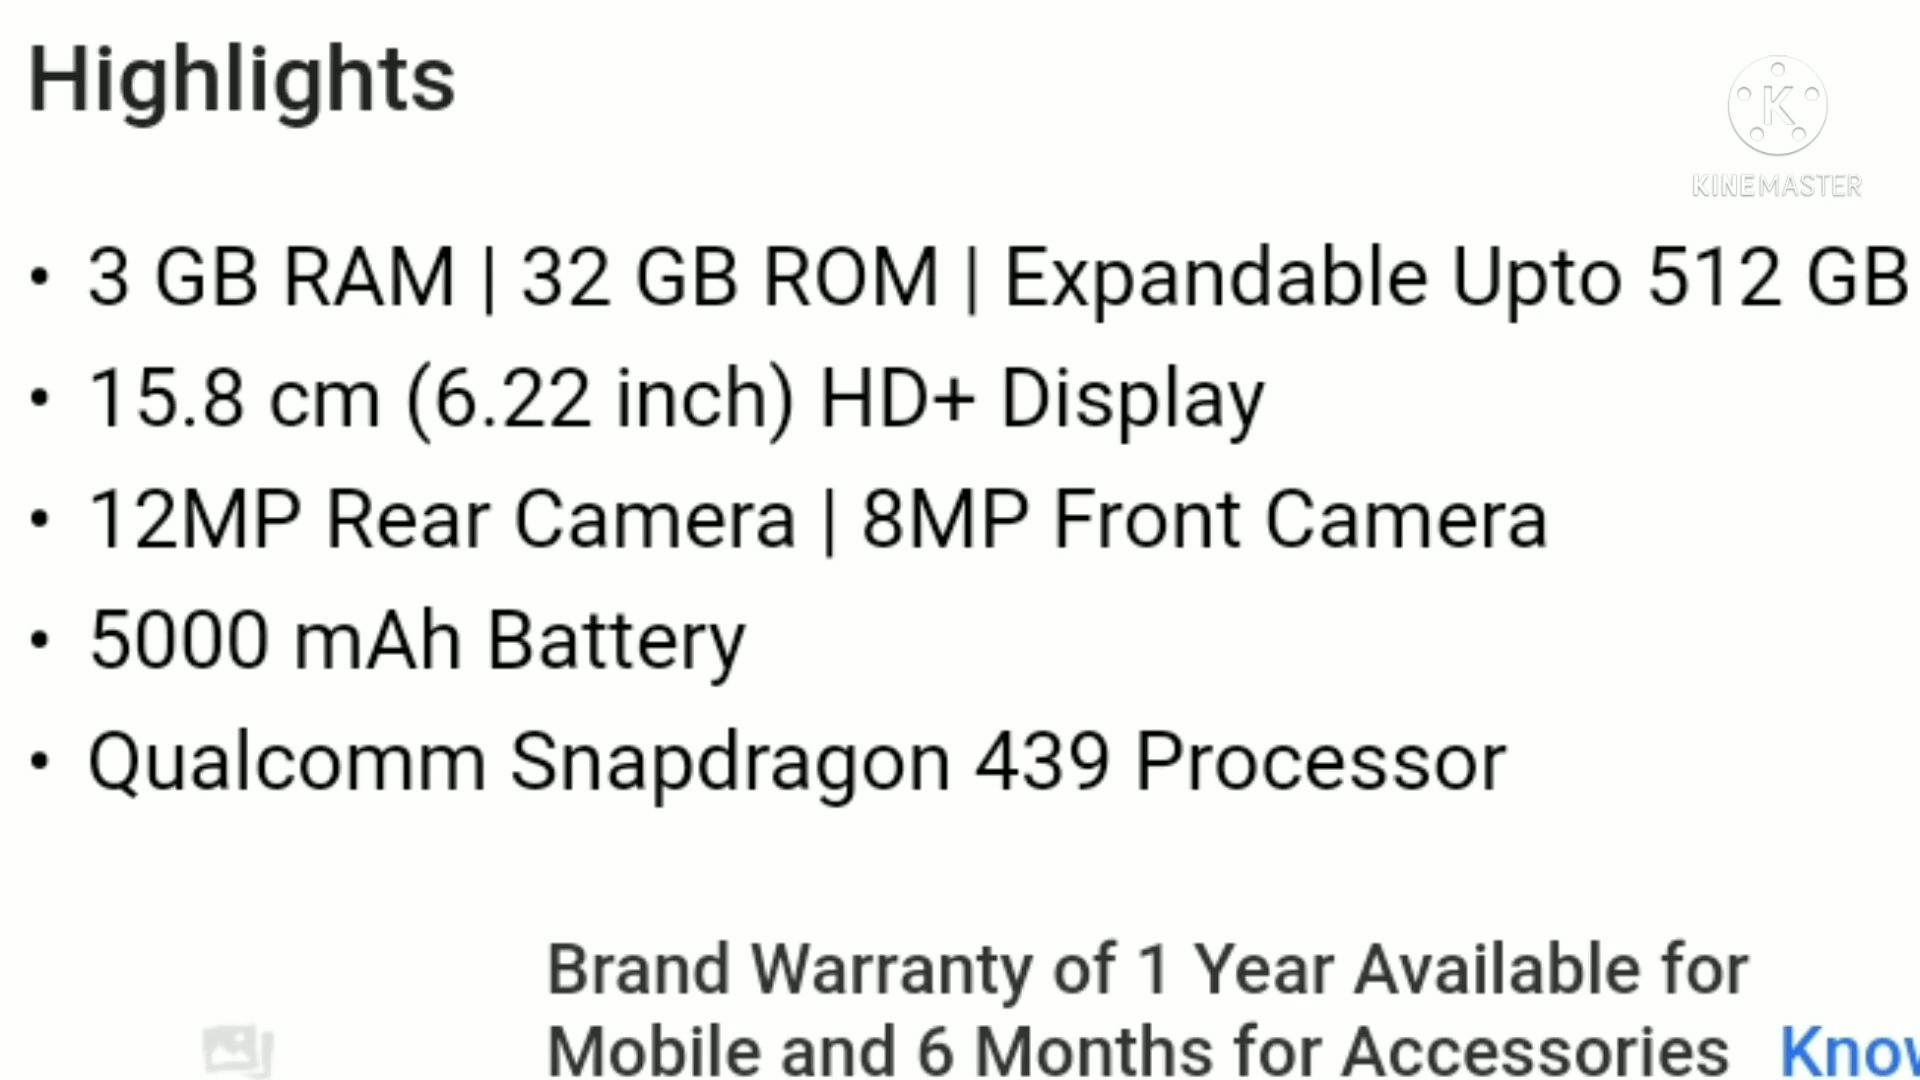 Highlights
KINEMASTER
• 3 GB RAM | 32 GB ROM | Expandable Upto 512 GB
• 15.8 cm (6.22 inch) HD+ Display
• 12MP Rear Camera | 8MP Front Camera
• 5000 mAh Battery
• Qualcomm Snapdragon 439 Processor
Brand Warranty of 1 Year Available for
Mobile and 6 Months for Accessories